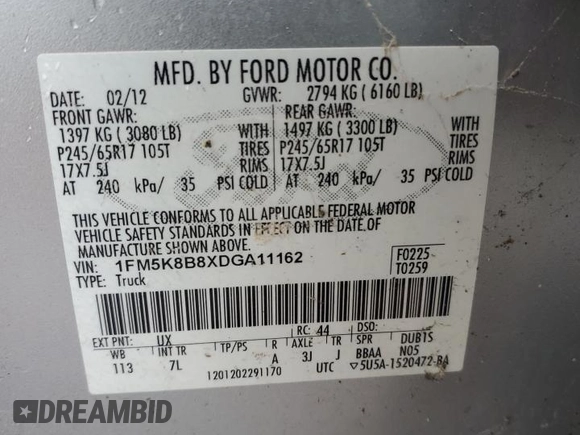 MFD. BY FORD MOTOR CO.
DATE: 02/12 GVWR: 2794 KG ( 6160 LB)
FRONT GAWR: REAR GAWR:
1397 KG ( 3080 LB) WITH 1497 KG ( 3300 LB) WITH
P245/65R17 105T TIRES P245/65R17 105T TIRES
17X7.5J RIMS 17X7.5J RIMS
AT 240 kPa/ 35 PSI COLD AT 240 kPa/ 35 PSI COLD
THIS VEHICLE CONFORMS TO ALL APPLICABLE FEDERAL MOTOR
VEHICLE SAFETY STANDARDS IN EFFECT ON THE DATE OF
MANUFACTURE SHOWN ABOVE.
VIN: 1FM5K8B8XDGA11162 F0225
TYPE: Truck T0259
EXT PNT: UX RC: 44 DSO:
WB INT TR TP/PS R AXLE TR SPR DUB1S
113 7L A 3J J BBAA N05
1201202291170 UTC ▽5U5A-1520472-BA
DREAMBID